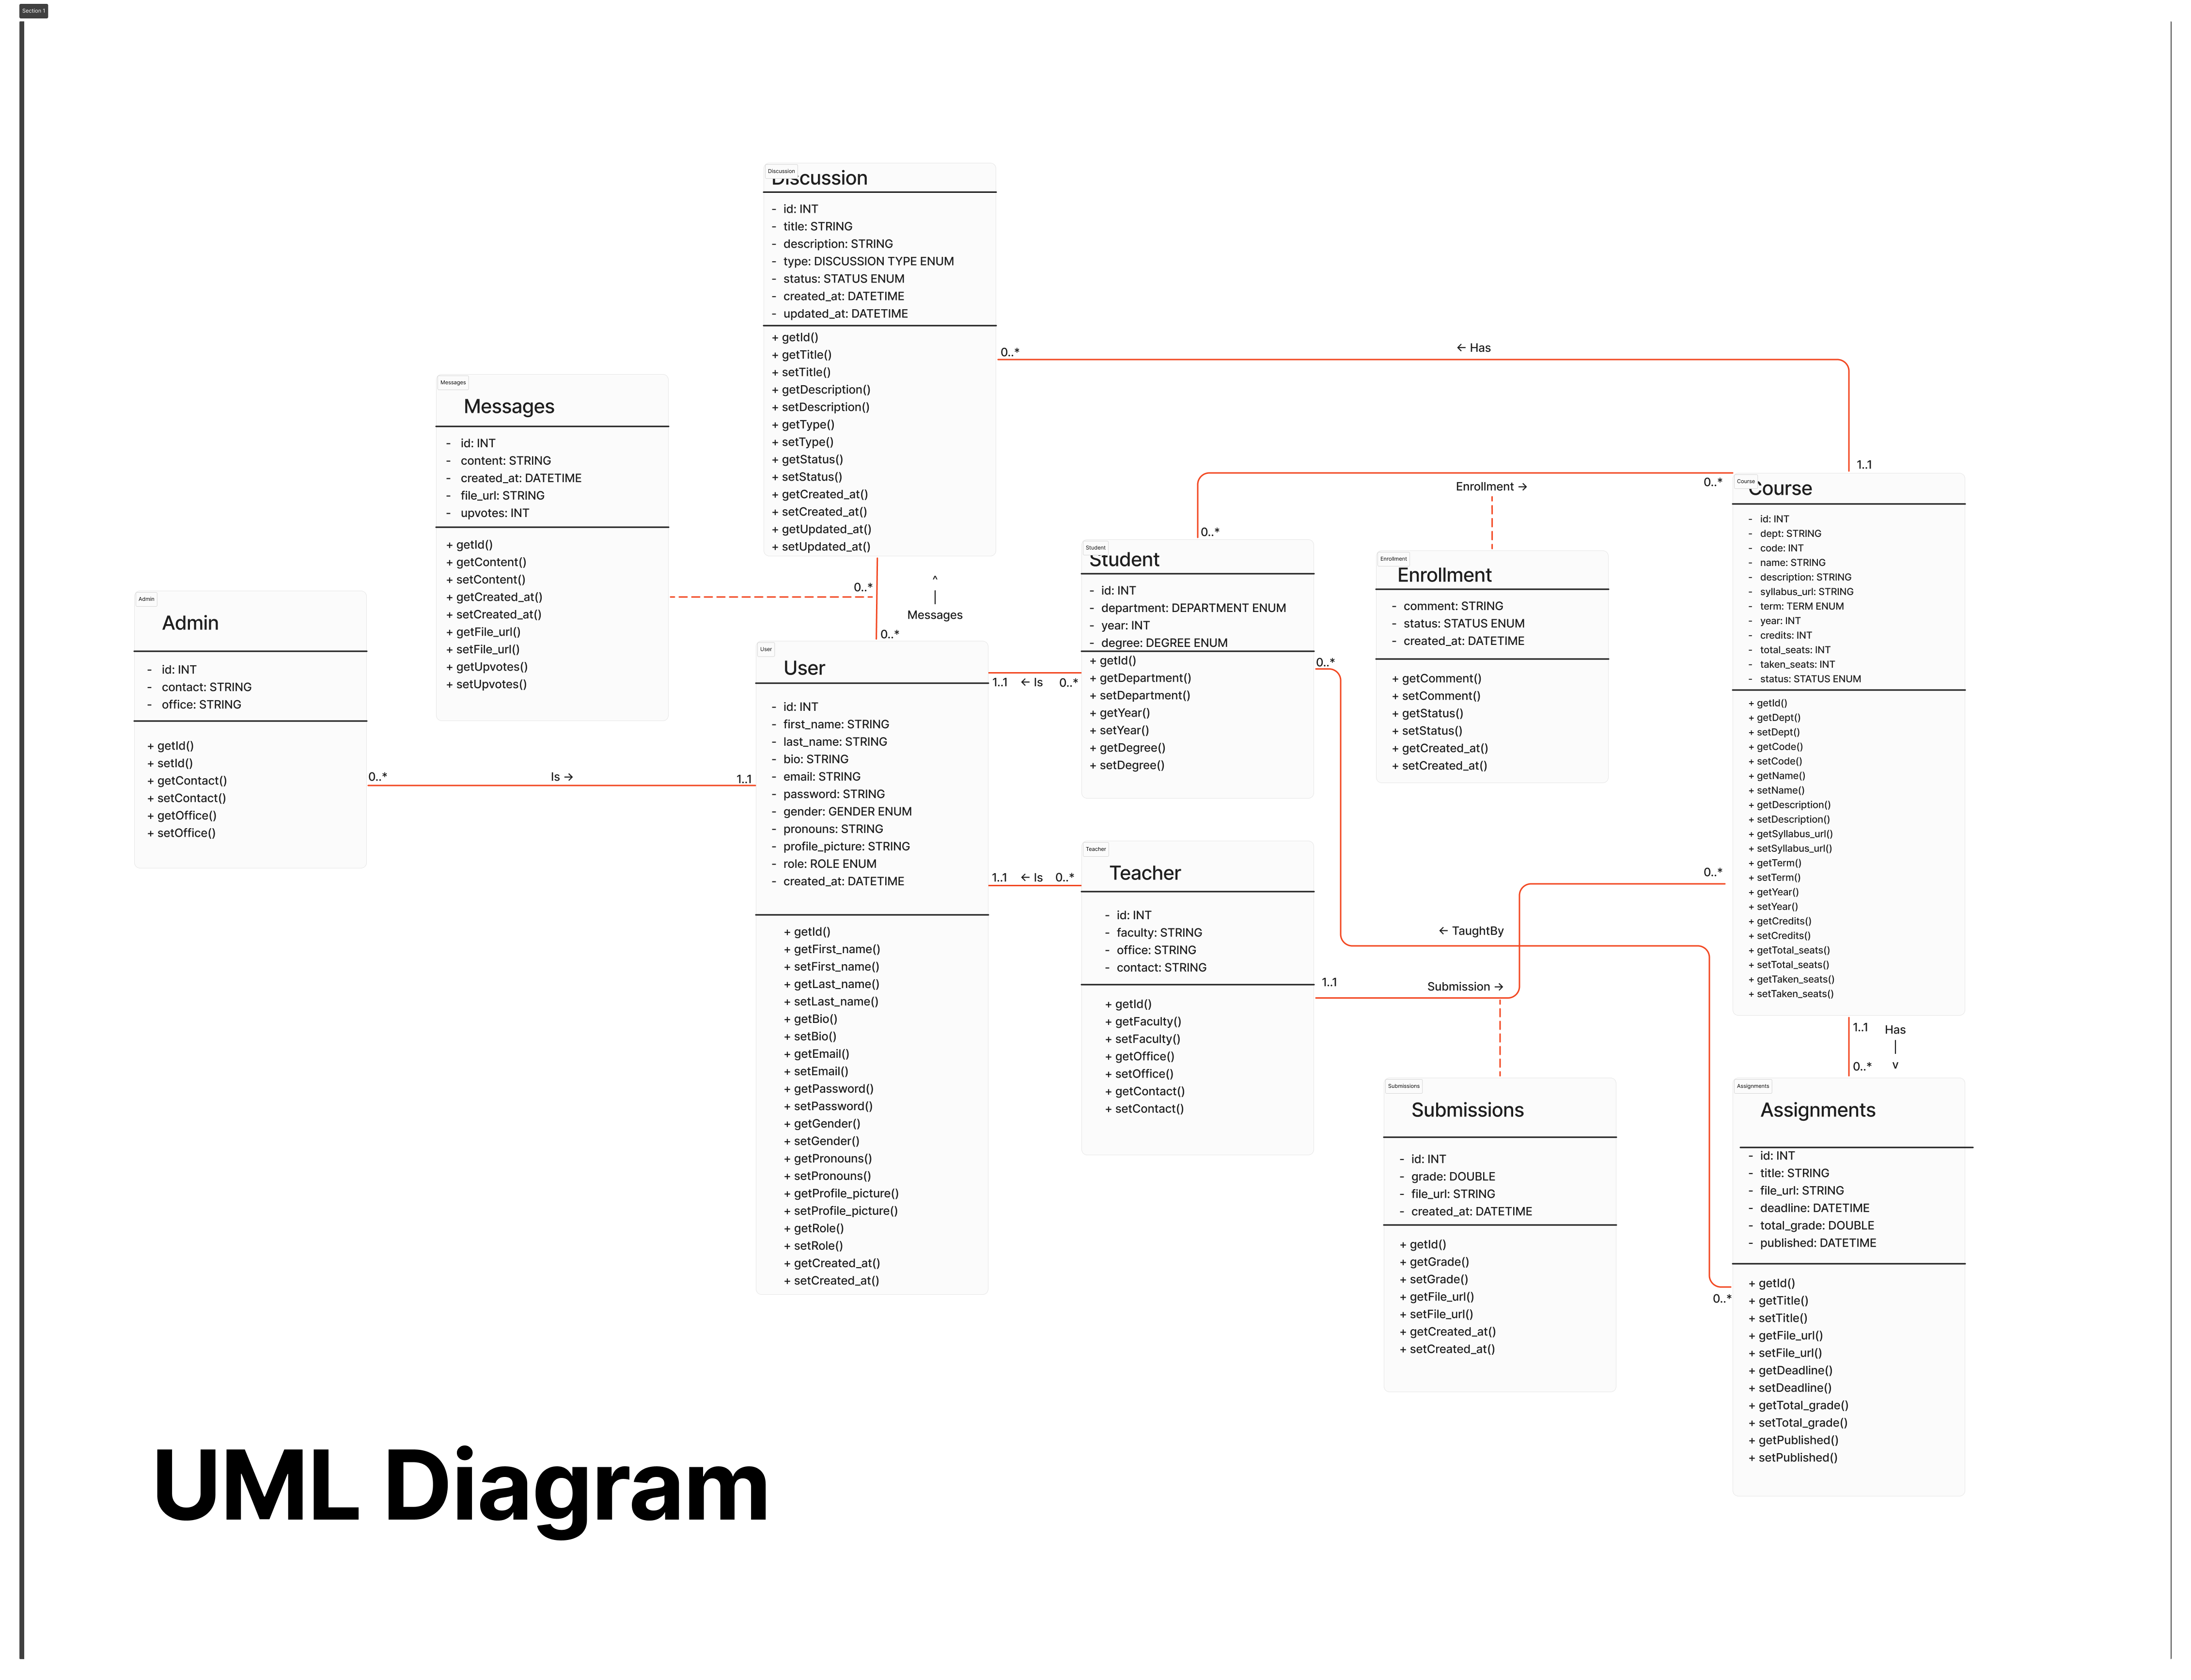 Section 1
Discussion
Discussion
- id: INT
- title: STRING
- description: STRING
- type: DISCUSSION TYPE ENUM
- status: STATUS ENUM
- created_at: DATETIME
- updated_at: DATETIME
+ getId()
+ getTitle()
+ setTitle()
+ getDescription()
+ setDescription()
+ getType()
+ setType()
+ getStatus()
+ setStatus()
+ getCreated_at()
+ setCreated_at()
+ getUpdated_at()
+ setUpdated_at()
0..*
← Has
1..1
Messages
Messages
- id: INT
- content: STRING
- created_at: DATETIME
- file_url: STRING
- upvotes: INT
+ getId()
+ getContent()
+ setContent()
+ getCreated_at()
+ setCreated_at()
+ getFile_url()
+ setFile_url()
+ getUpvotes()
+ setUpvotes()
0..*
^
|
Messages
0..*
Admin
Admin
- id: INT
- contact: STRING
- office: STRING
+ getId()
+ setId()
+ getContact()
+ setContact()
+ getOffice()
+ setOffice()
0..*
Is →
1..1
User
User
- id: INT
- first_name: STRING
- last_name: STRING
- bio: STRING
- email: STRING
- password: STRING
- gender: GENDER ENUM
- pronouns: STRING
- profile_picture: STRING
- role: ROLE ENUM
- created_at: DATETIME
+ getId()
+ getFirst_name()
+ setFirst_name()
+ getLast_name()
+ setLast_name()
+ getBio()
+ setBio()
+ getEmail()
+ setEmail()
+ getPassword()
+ setPassword()
+ getGender()
+ setGender()
+ getPronouns()
+ setPronouns()
+ getProfile_picture()
+ setProfile_picture()
+ getRole()
+ setRole()
+ getCreated_at()
+ setCreated_at()
1..1 ← Is 0..*
1..1 ← Is 0..*
0..*
Student
Student
- id: INT
- department: DEPARTMENT ENUM
- year: INT
- degree: DEGREE ENUM
+ getId()
+ getDepartment()
+ setDepartment()
+ getYear()
+ setYear()
+ getDegree()
+ setDegree()
0..*
Enrollment →
0..*
Enrollment
Enrollment
- comment: STRING
- status: STATUS ENUM
- created_at: DATETIME
+ getComment()
+ setComment()
+ getStatus()
+ setStatus()
+ getCreated_at()
+ setCreated_at()
Teacher
Teacher
- id: INT
- faculty: STRING
- office: STRING
- contact: STRING
+ getId()
+ getFaculty()
+ setFaculty()
+ getOffice()
+ setOffice()
+ getContact()
+ setContact()
0..*
← TaughtBy
1..1
Submission →
Course
Course
- id: INT
- dept: STRING
- code: INT
- name: STRING
- description: STRING
- syllabus_url: STRING
- term: TERM ENUM
- year: INT
- credits: INT
- total_seats: INT
- taken_seats: INT
- status: STATUS ENUM
+ getId()
+ getDept()
+ setDept()
+ getCode()
+ setCode()
+ getName()
+ setName()
+ getDescription()
+ setDescription()
+ getSyllabus_url()
+ setSyllabus_url()
+ getTerm()
+ setTerm()
+ getYear()
+ setYear()
+ getCredits()
+ setCredits()
+ getTotal_seats()
+ setTotal_seats()
+ getTaken_seats()
+ setTaken_seats()
1..1 Has
|
0..* v
Submissions
Submissions
- id: INT
- grade: DOUBLE
- file_url: STRING
- created_at: DATETIME
+ getId()
+ getGrade()
+ setGrade()
+ getFile_url()
+ setFile_url()
+ getCreated_at()
+ setCreated_at()
Assignments
Assignments
- id: INT
- title: STRING
- file_url: STRING
- deadline: DATETIME
- total_grade: DOUBLE
- published: DATETIME
0..*
+ getId()
+ getTitle()
+ setTitle()
+ getFile_url()
+ setFile_url()
+ getDeadline()
+ setDeadline()
+ getTotal_grade()
+ setTotal_grade()
+ getPublished()
+ setPublished()
UML Diagram